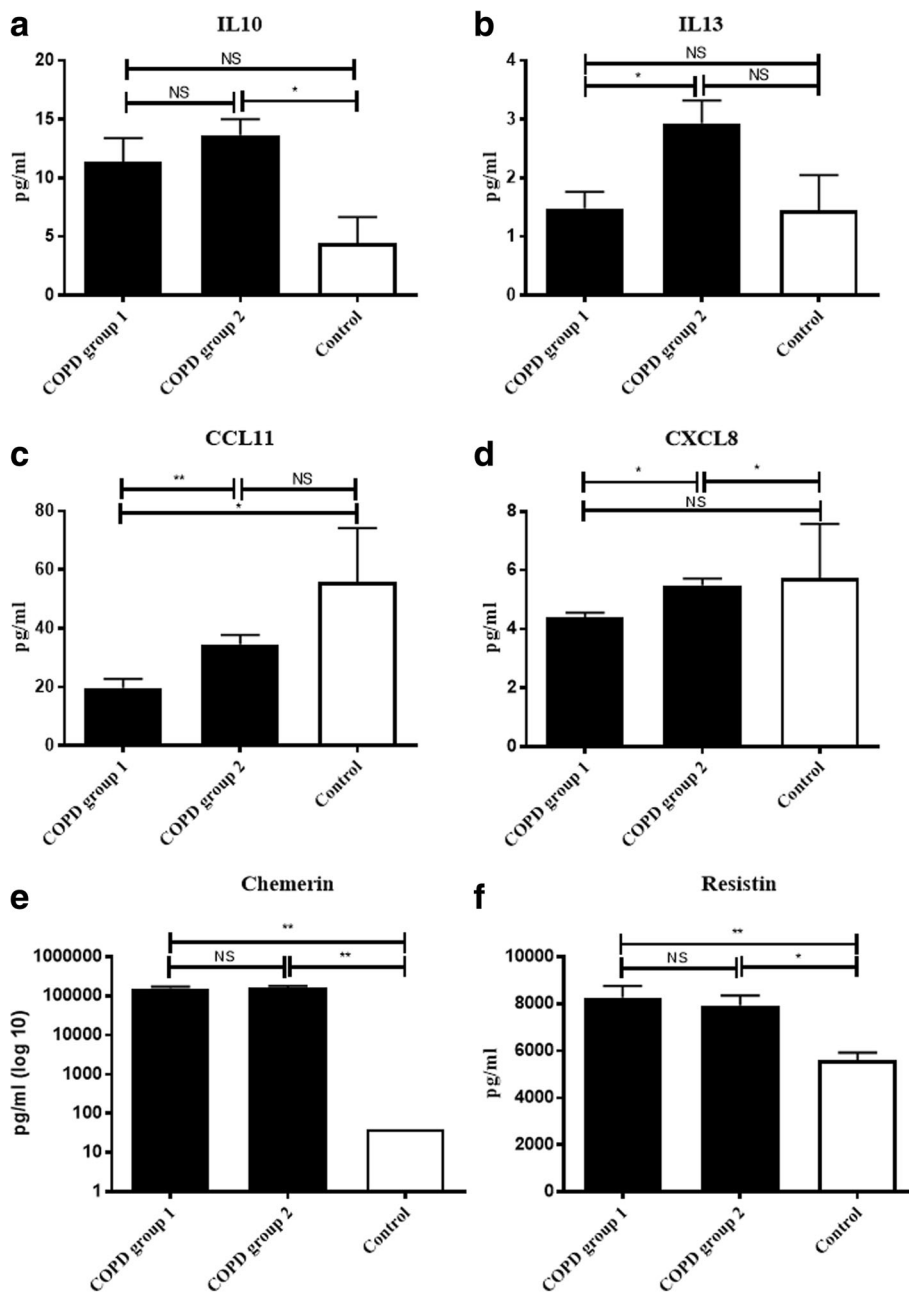 a
IL10
NS
NS
*
20
15
10
5
0
pg/ml
COPD group 1
COPD group 2
Control
b
IL13
NS
*
NS
4
3
2
1
0
pg/ml
COPD group 1
COPD group 2
Control
c
CCL11
**
NS
*
80
60
40
20
0
pg/ml
COPD group 1
COPD group 2
Control
d
CXCL8
*
*
NS
8
6
4
2
0
pg/ml
COPD group 1
COPD group 2
Control
e
Chemerin
**
NS
**
1000000
100000
10000
1000
100
10
1
pg/ml (log 10)
COPD group 1
COPD group 2
Control
f
Resistin
**
NS
*
10000
8000
6000
4000
2000
0
pg/ml
COPD group 1
COPD group 2
Control